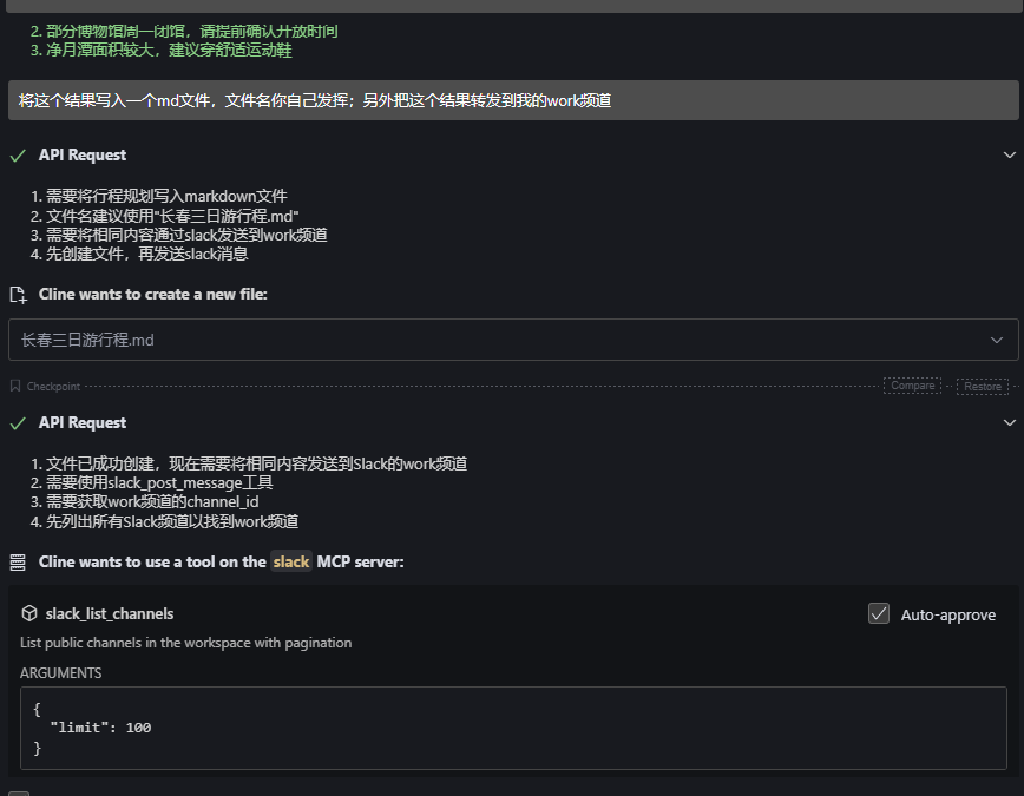 2. 部分博物馆周一闭馆，请提前确认开放时间
3. 净月潭面积较大，建议穿舒适运动鞋
将这个结果写入一个md文件，文件名你自己发挥；另外把这个结果转发到我的work频道
API Request
1. 需要将行程规划写入markdown文件
2. 文件名建议使用"长春三日游行程.md"
3. 需要将相同内容通过slack发送到work频道
4. 先创建文件，再发送slack消息
Cline wants to create a new file:
长春三日游行程.md
Checkpoint Compare Restore
API Request
1. 文件已成功创建，现在需要将相同内容发送到Slack的work频道
2. 需要使用slack_post_message工具
3. 需要获取work频道的channel_id
4. 先列出所有Slack频道以找到work频道
Cline wants to use a tool on the slack MCP server:
slack_list_channels Auto-approve
List public channels in the workspace with pagination
ARGUMENTS
{
"limit": 100
}